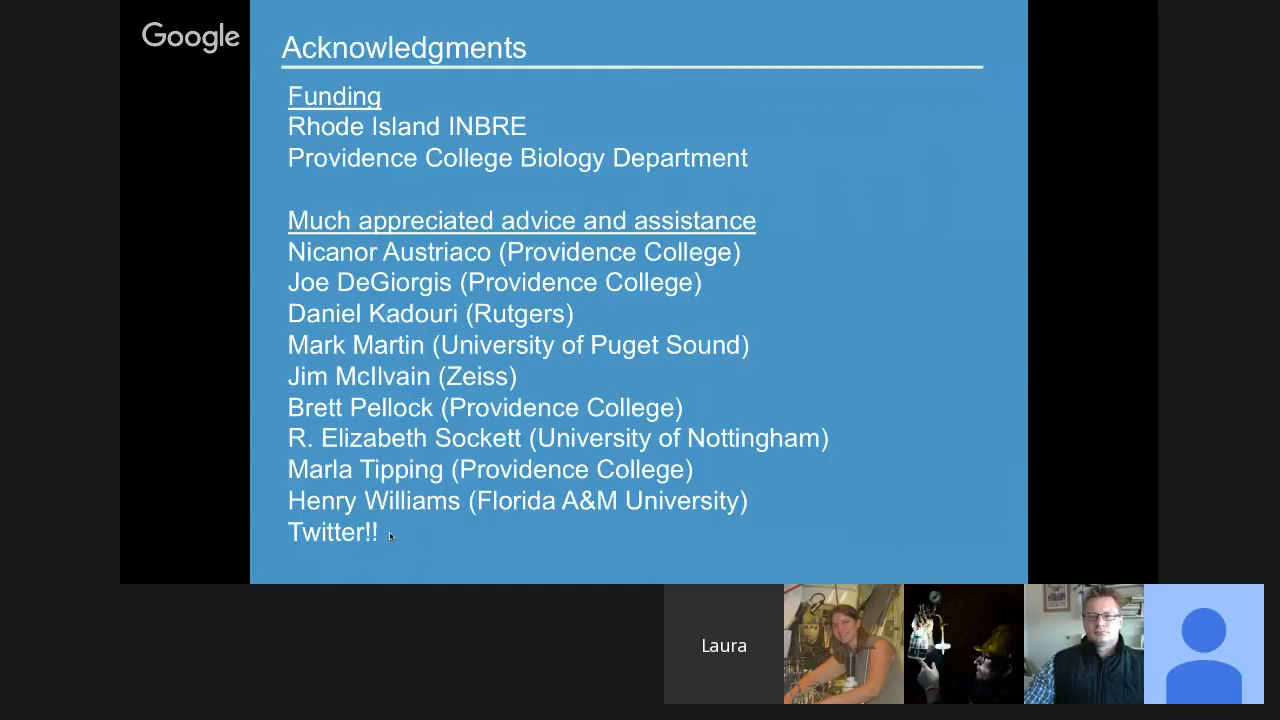 Google
Acknowledgments
Funding
Rhode Island INBRE
Providence College Biology Department
Much appreciated advice and assistance
Nicanor Austriaco (Providence College)
Joe DeGiorgis (Providence College)
Daniel Kadouri (Rutgers)
Mark Martin (University of Puget Sound)
Jim McIlvain (Zeiss)
Brett Pellock (Providence College)
R. Elizabeth Sockett (University of Nottingham)
Marla Tipping (Providence College)
Henry Williams (Florida A&M University)
Twitter!!
Laura